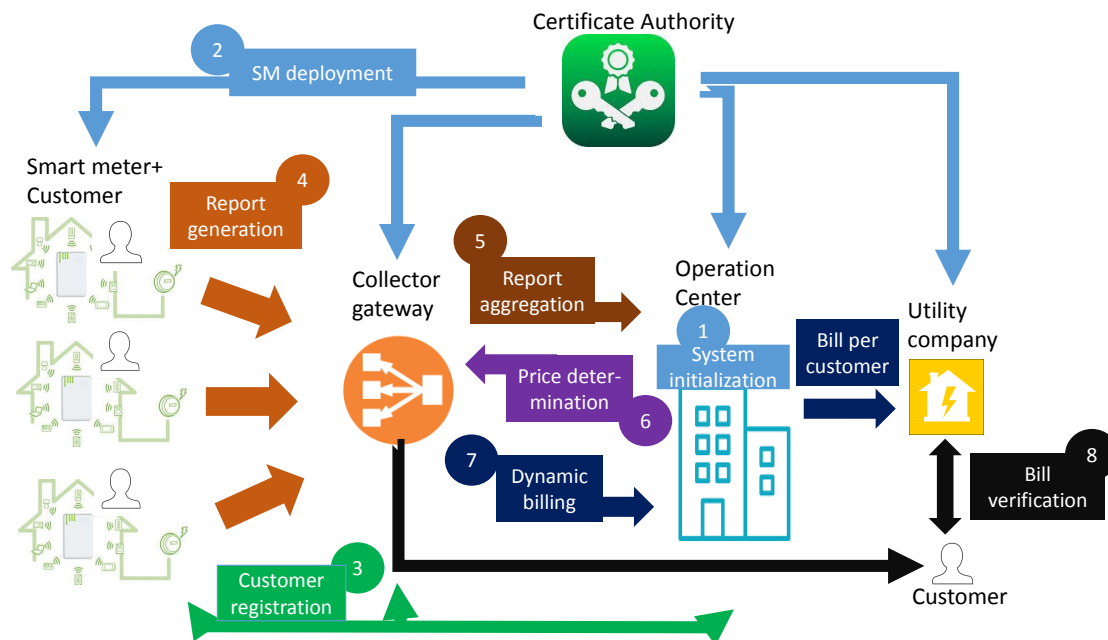 Certificate Authority
2
SM deployment
Smart meter+
Customer
4
Report
generation
5
Report
aggregation
Collector
gateway
Operation
Center
1
System
initialization
Utility
company
Bill per
customer
Price deter-
mination
6
7
Dynamic
billing
8
Bill
verification
3
Customer
registration
Customer